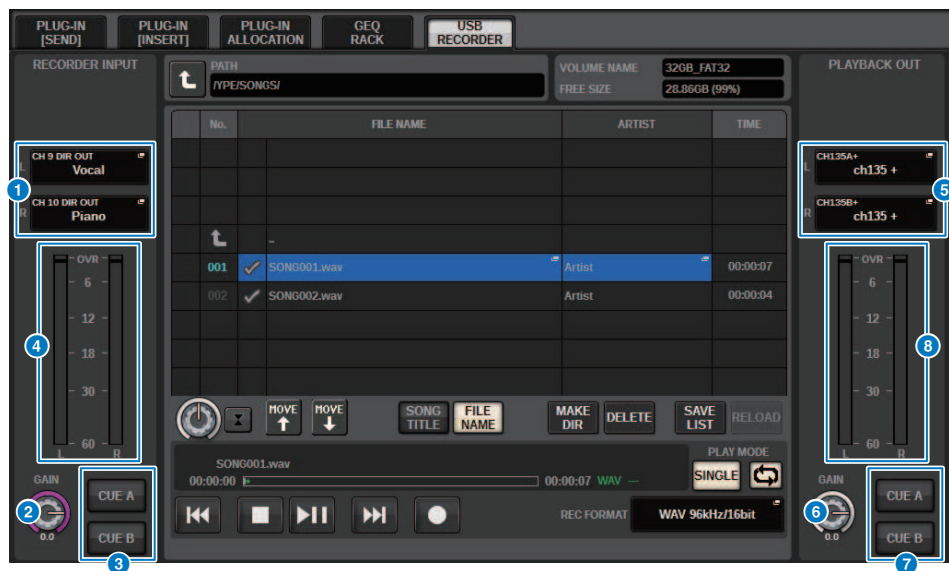 PLUG-IN [SEND]
PLUG-IN [INSERT]
PLUG-IN ALLOCATION
GEQ RACK
USB RECORDER
RECORDER INPUT
PATH
/YPE/SONGS/
VOLUME NAME
32GB_FAT32
FREE SIZE
28.86GB (99%)
PLAYBACK OUT
No.
FILE NAME
ARTIST
TIME
1
L
CH 9 DIR OUT
Vocal
R
CH 10 DIR OUT
Piano
5
L
CH135A+
ch135 +
R
CH135B+
ch135 +
-
001
SONG001.wav
Artist
00:00:07
002
SONG002.wav
Artist
00:00:04
4
OVR
6
12
18
30
60
L
R
8
OVR
6
12
18
30
60
L
R
MOVE
MOVE
SONG TITLE
FILE NAME
MAKE DIR
DELETE
SAVE LIST
RELOAD
SONG001.wav
00:00:00
00:00:07
WAV
---
PLAY MODE
SINGLE
REC FORMAT
WAV 96kHz/16bit
GAIN
2
0.0
CUE A
CUE B
3
GAIN
6
0.0
CUE A
CUE B
7